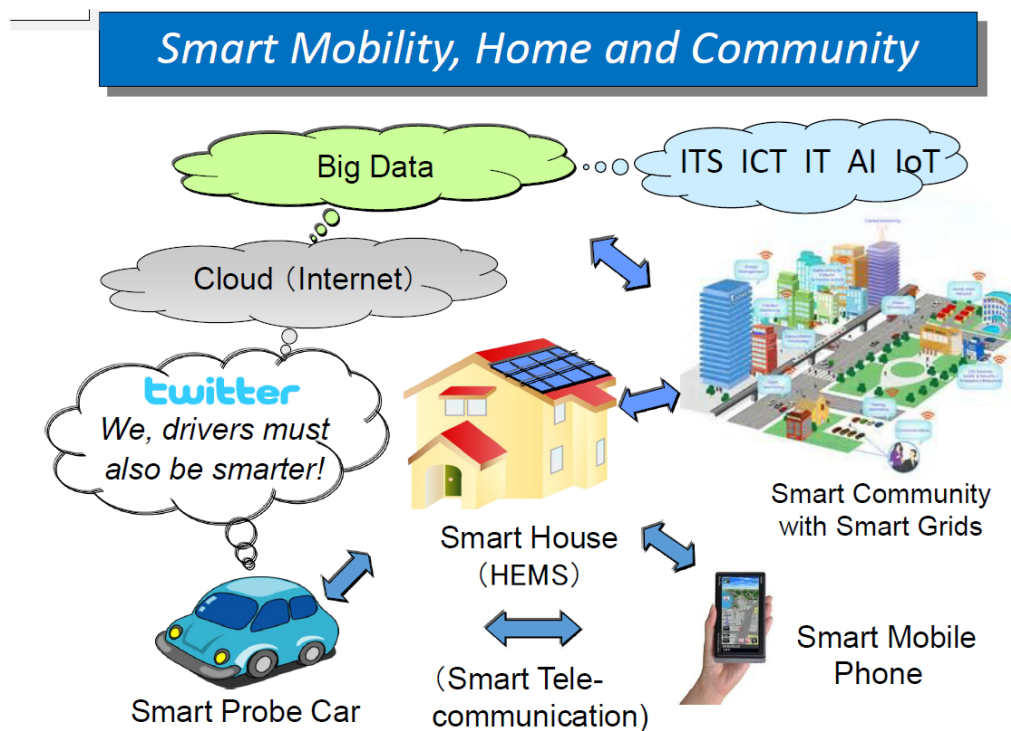 Smart Mobility, Home and Community
Big Data
ITS ICT IT AI IoT
Cloud（Internet）
twitter
We, drivers must
also be smarter!
Smart Community
with Smart Grids
Smart House
（HEMS）
Smart Mobile
Phone
（Smart Tele-
communication)
Smart Probe Car